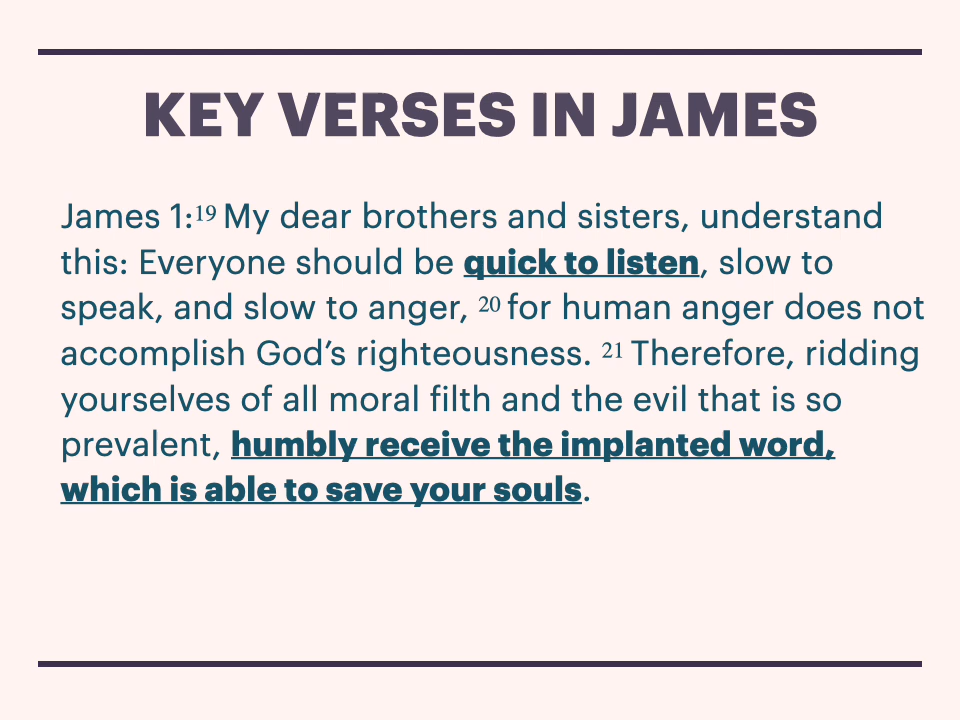 KEY VERSES IN JAMES
James 1:19 My dear brothers and sisters, understand
this: Everyone should be quick to listen, slow to
speak, and slow to anger, 20 for human anger does not
accomplish God’s righteousness. 21 Therefore, ridding
yourselves of all moral filth and the evil that is so
prevalent, humbly receive the implanted word,
which is able to save your souls.